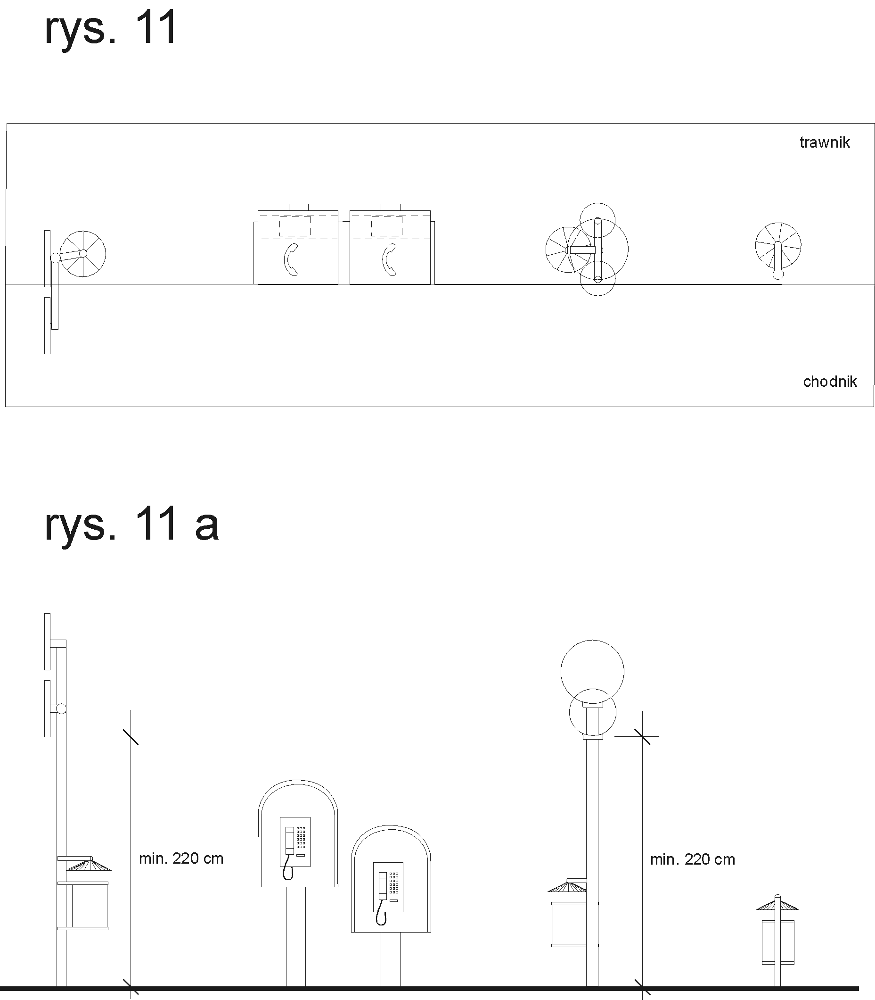 rys. 11
trawnik
chodnik
rys. 11 a
min. 220 cm
min. 220 cm